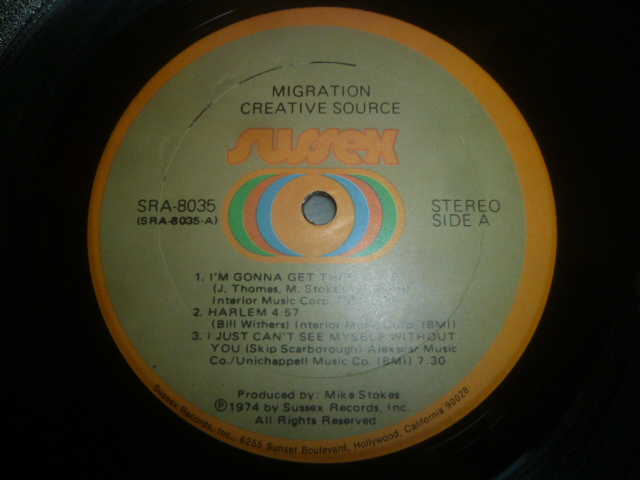 MIGRATION
CREATIVE SOURCE
sussex
SRA-8035
(SRA-8035-A)
STEREO
SIDE A
1. I'M GONNA GET
(J. Thomas, M.
Interior Music Corp.
2. HARLEM 4:57
(Bill Withers) Interior Music Corp. (BMI)
3. I JUST CAN'T SEE MYSELF WITHOUT
YOU (Skip Scarborough) Alexscar Music
Co./Unichappell Music Co. (BMI) 7:30
Produced by: Mike Stokes
℗1974 by Sussex Records, Inc.
All Rights Reserved
Sussex Records, Inc., 6255 Sunset Boulevard, Hollywood, California 90028